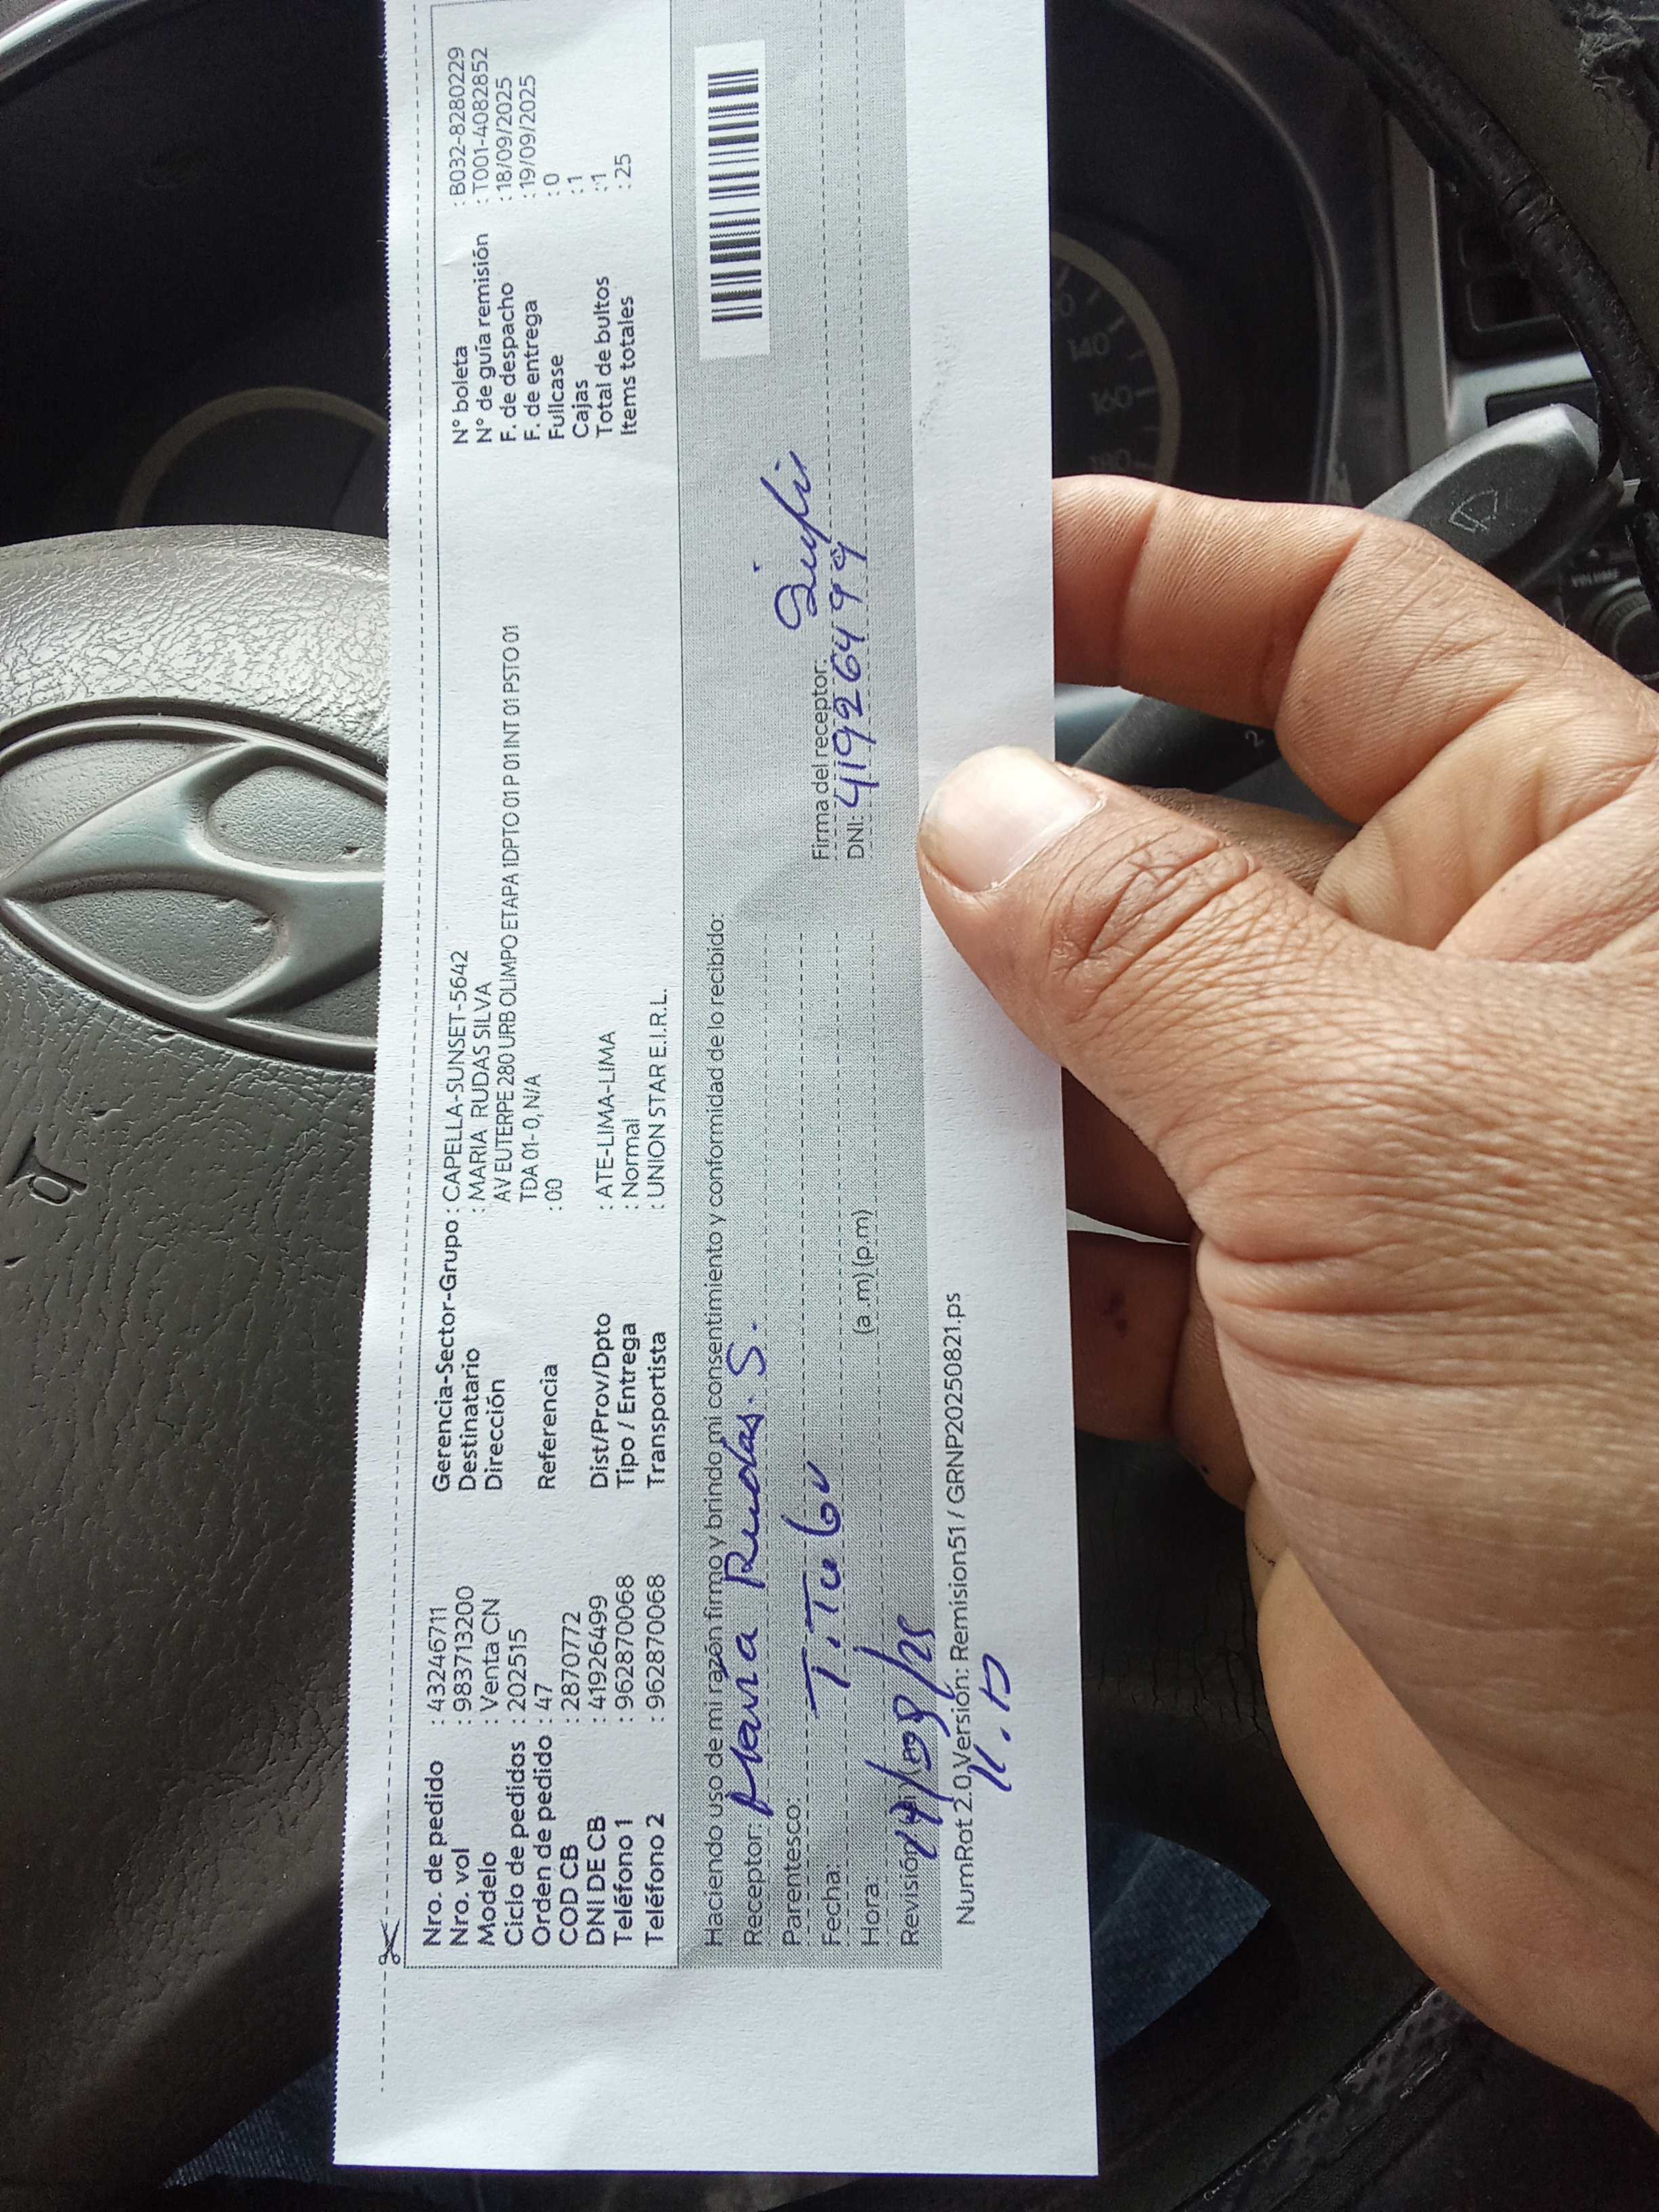 Nro. de pedido : 43246711
Nro. vol : 983713200
Modelo : Venta CN
Ciclo de pedidos : 202515
Orden de pedido : 47
COD CB : 2870772
DNI DE CB : 41926499
Teléfono 1 : 962870068
Teléfono 2 : 962870068
Gerencia-Sector-Grupo : CAPELLA-SUNSET-5642
Destinatario : MARIA RUDAS SILVA
Dirección AV EUTERPE 280 URB OLIMPO ETAPA 1DPTO 01 P 01 INT 01 PSTO 01
TDA 01- 0, N/A
Referencia : 00
Dist/Prov/Dpto : ATE-LIMA-LIMA
Tipo / Entrega : Normal
Transportista : UNION STAR E.I.R.L.
N° boleta : B032-8280229
N° de guía remisión : T001-4082852
F. de despacho : 18/09/2025
F. de entrega : 19/09/2025
Fullcase : 0
Cajas : 1
Total de bultos : 1
Items totales : 25
Haciendo uso de mi razón firmo y brindo mi consentimiento y conformidad de lo recibido:
Receptor: Maria Rudas. S.
Parentesco: TiTular
Fecha:
Hora: (a.m) (p.m)
Firma del receptor:
DNI: 41926499
Revisión
NumRot 2.0,Versión: Remision51 / GRNP20250821.ps
140
160
180
VOLUME
2